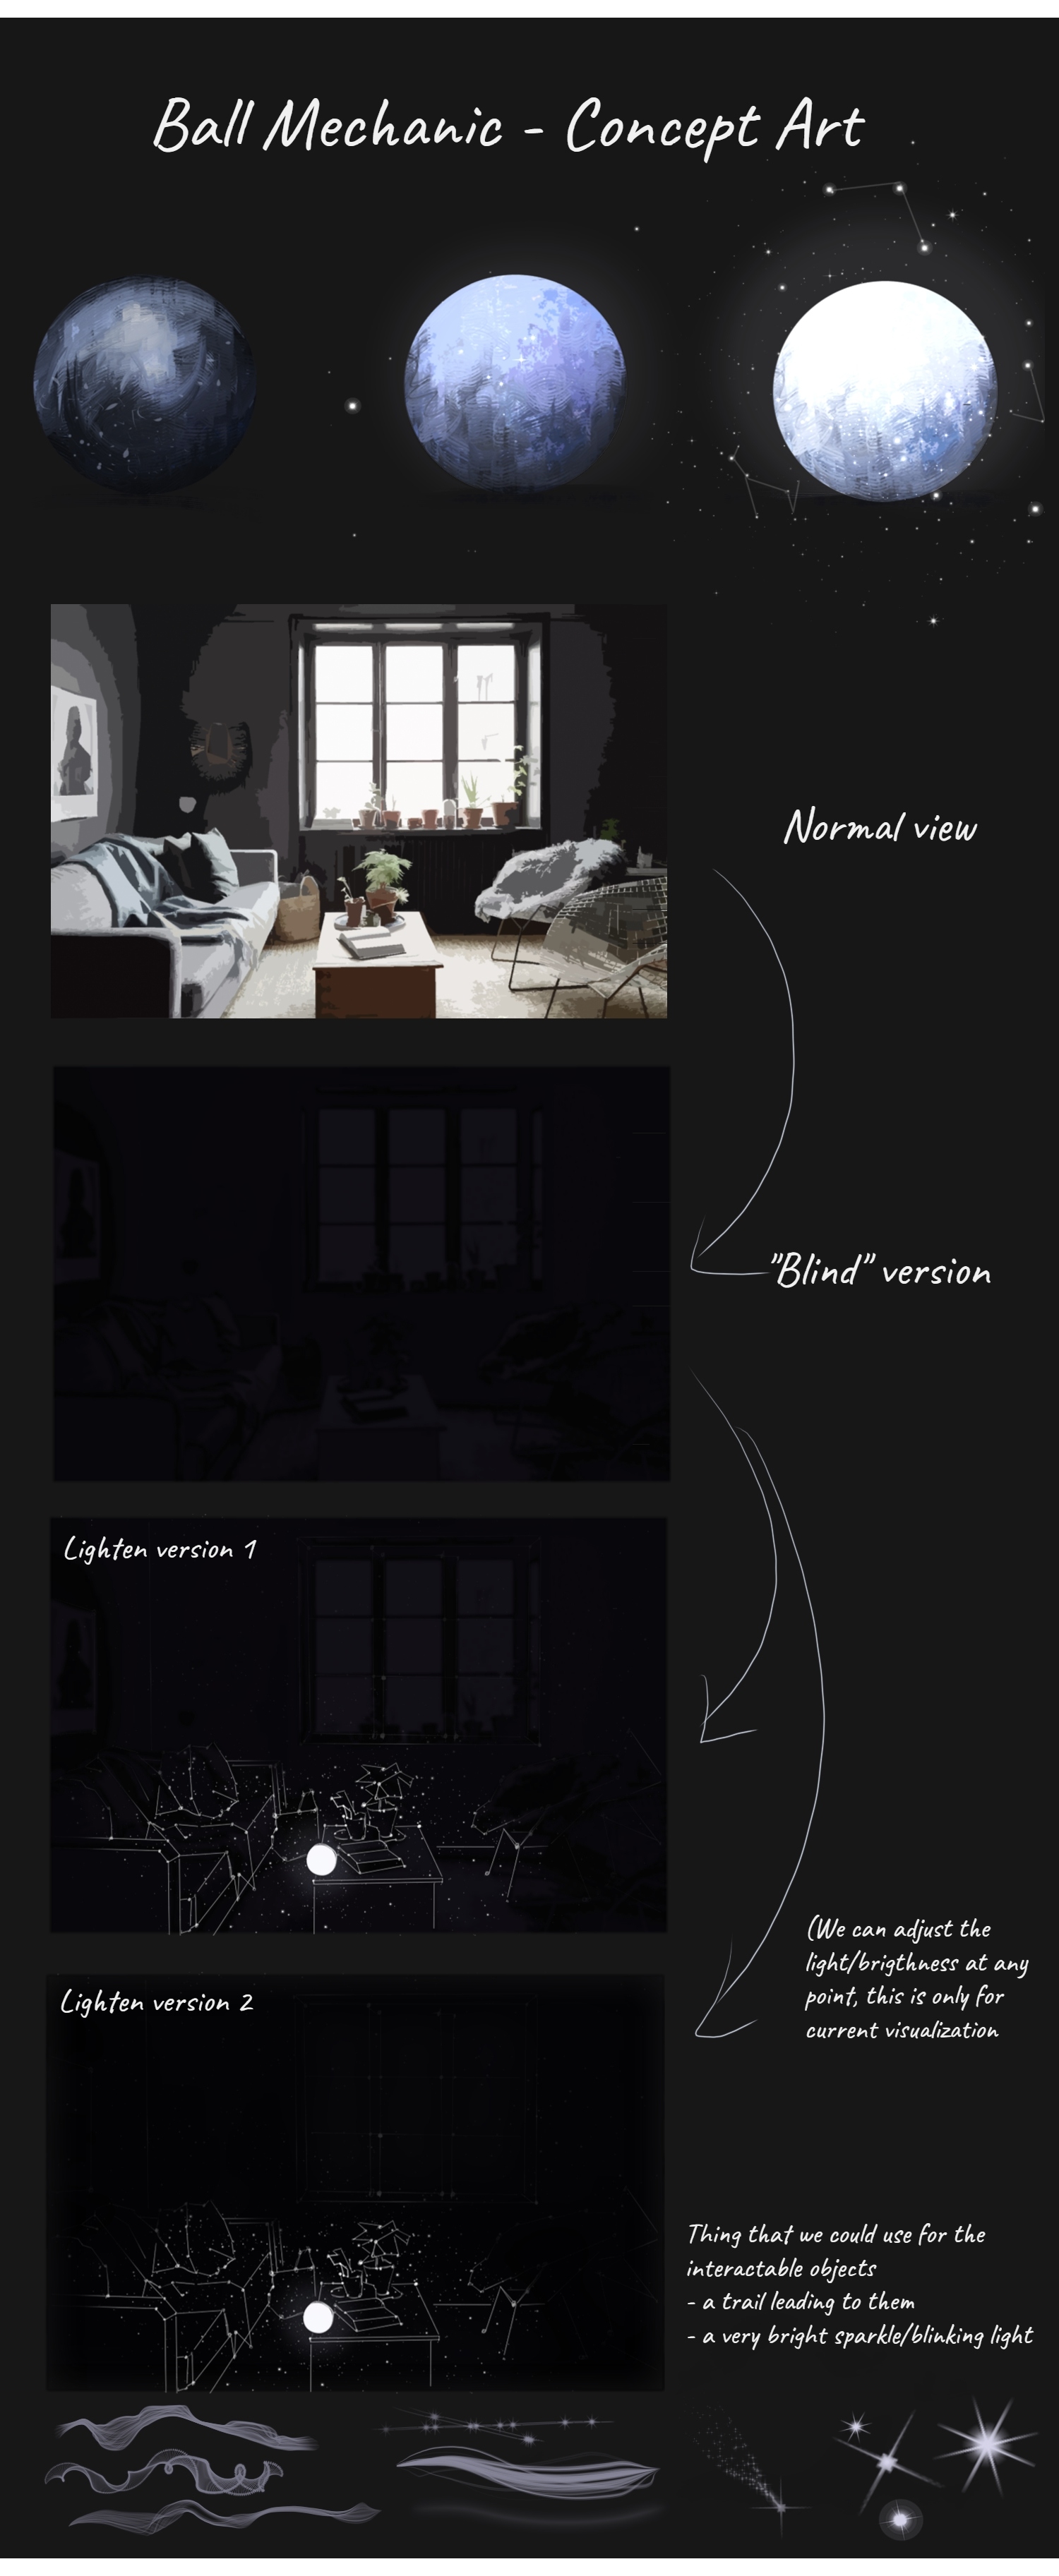 Ball Mechanic - Concept Art
Normal view
"Blind" version
Lighten version 1
(We can adjust the
light/brigthness at any
point, this is only for
current visualization
Lighten version 2
Thing that we could use for the
interactable objects
- a trail leading to them
- a very bright sparkle/blinking light